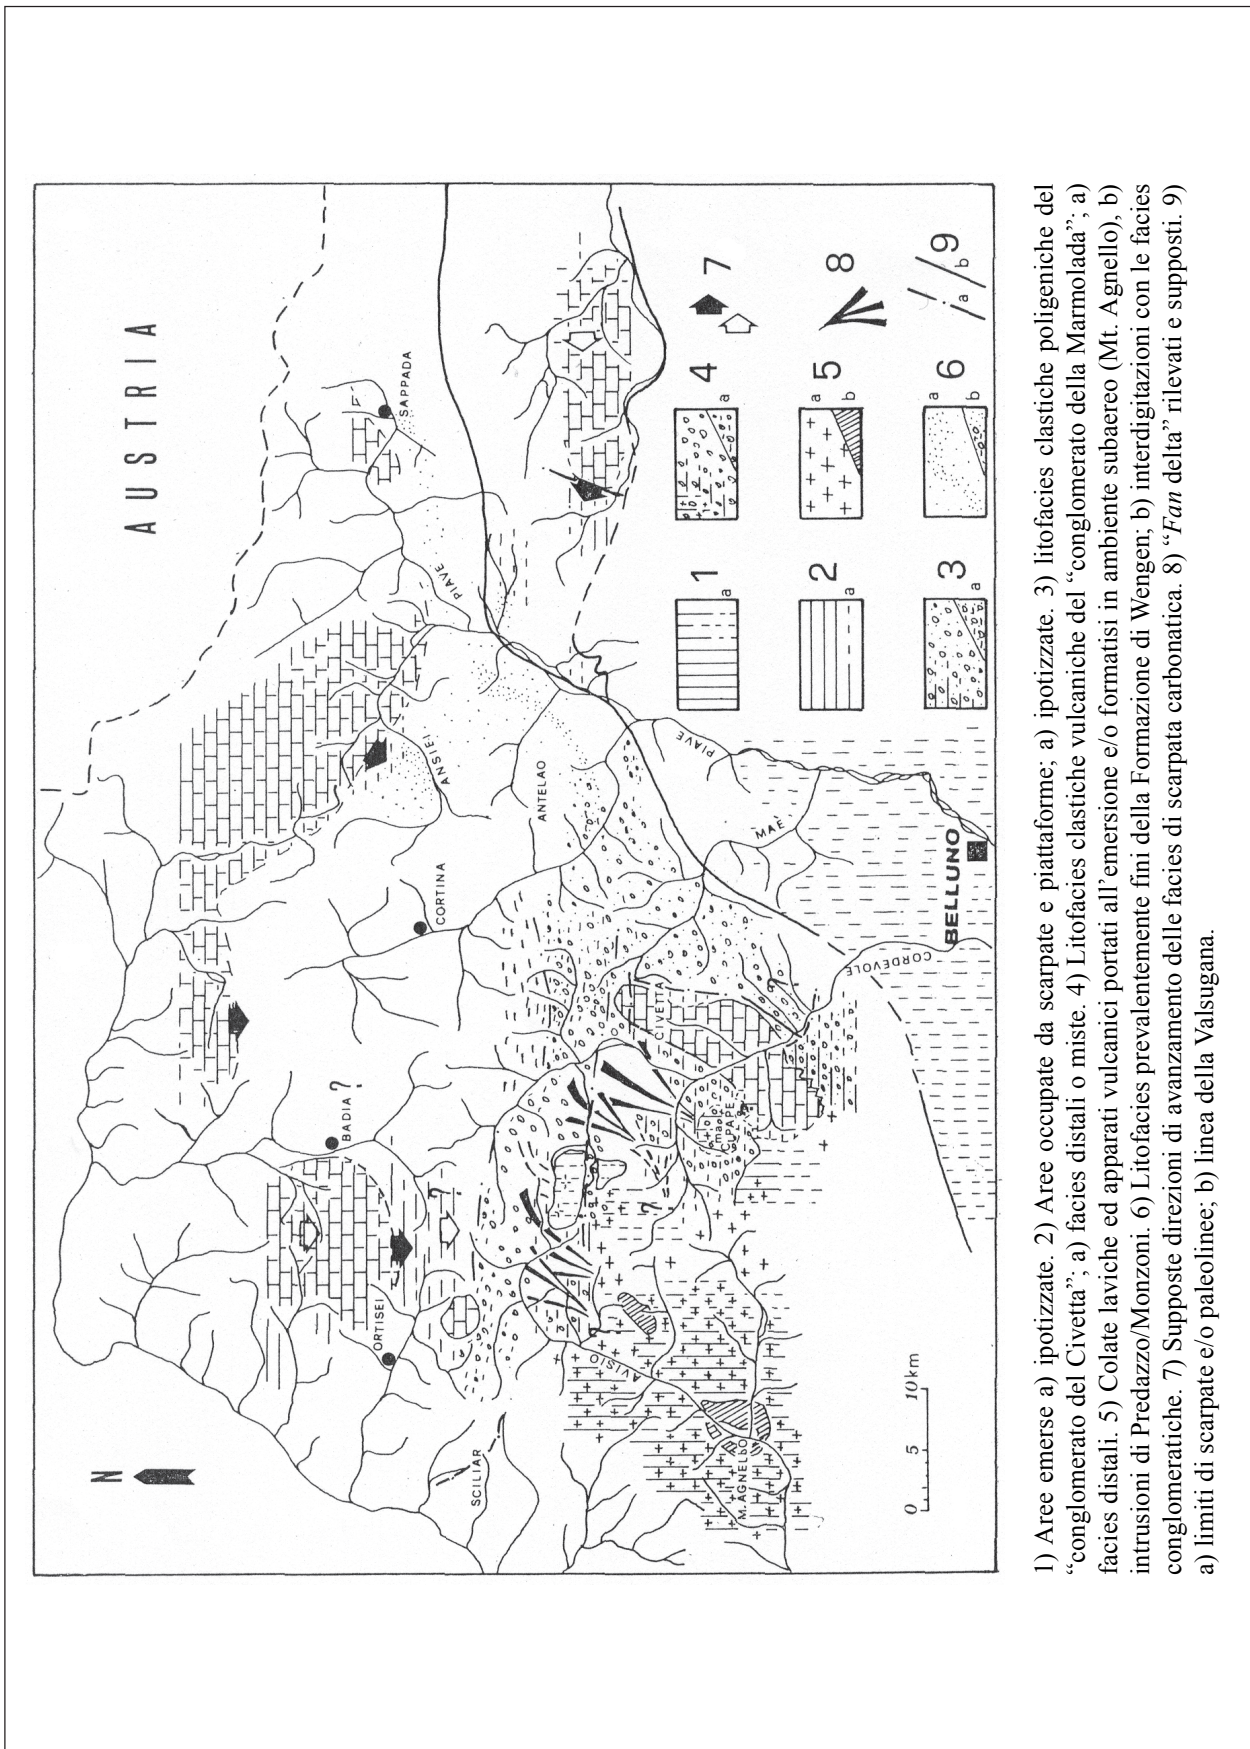 AUSTRIA
N
SAPPADA
PIAVE
ANSIEI
ANTELAO
CORTINA
BADIA?
?
ORTISEI
SCILIAR
CIVETTA
?
C. PAPE
?
?
AVISIO
M. AGNELLO
MAÈ
PIAVE
CORDEVOLE
BELLUNO
0 5 10km
1 a
2 a
3 a
4 a
5 a b
6 a b
7
8
9 a b
1) Aree emerse a) ipotizzate. 2) Aree occupate da scarpate e piattaforme; a) ipotizzate. 3) litofacies clastiche poligeniche del
“conglomerato del Civetta”; a) facies distali o miste. 4) Litofacies clastiche vulcaniche del “conglomerato della Marmolada”; a)
facies distali. 5) Colate laviche ed apparati vulcanici portati all’emersione e/o formatisi in ambiente subaereo (Mt. Agnello), b)
intrusioni di Predazzo/Monzoni. 6) Litofacies prevalentemente fini della Formazione di Wengen; b) interdigitazioni con le facies
conglomeratiche. 7) Supposte direzioni di avanzamento delle facies di scarpata carbonatica. 8) “Fan delta” rilevati e supposti. 9)
a) limiti di scarpate e/o paleolinee; b) linea della Valsugana.